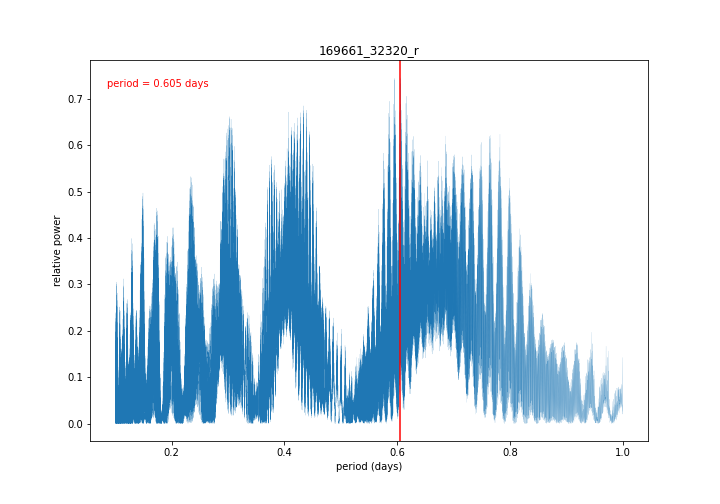 169661_32320_r
period = 0.605 days
relative power
0.7
0.6
0.5
0.4
0.3
0.2
0.1
0.0
0.2 0.4 0.6 0.8 1.0
period (days)